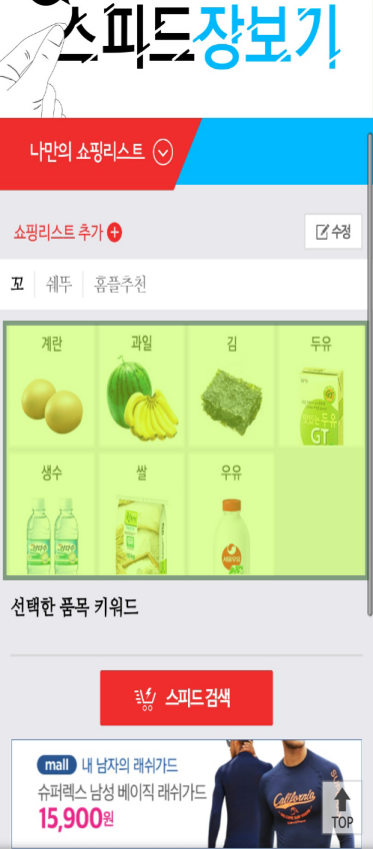 스피드장보기
나만의 쇼핑리스트
쇼핑리스트 추가
수정
꼬
쉐뚜
홈플추천
계란
과일
김
두유
GT
생수
쌀
우유
선택한 품목 키워드
스피드 검색
mall 내 남자의 래쉬가드
슈퍼렉스 남성 베이직 래쉬가드
15,900원
California
TOP